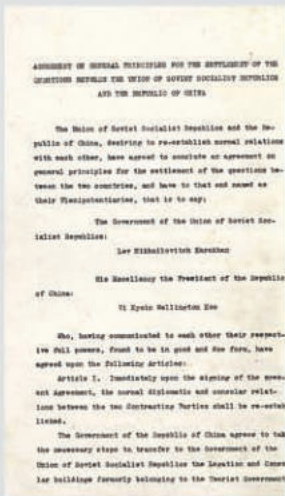 AGREEMENT ON GENERAL PRINCIPLES FOR THE SETTLEMENT OF THE
QUESTIONS BETWEEN THE UNION OF SOVIET SOCIALIST REPUBLICS
AND THE REPUBLIC OF CHINA
The Union of Soviet Socialist Republics and the Re-
public of China, desiring to re-establish normal relations
with each other, have agreed to conclude an agreement on
general principles for the settlement of the questions be-
tween the two countries, and have to that end named as
their Plenipotentiaries, that is to say:
The Government of the Union of Soviet Soc-
ialist Republics:
Lev Mikhailovitch Karakhan
His Excellency the President of the Republic
of China:
Vi Kyuin Wellington Koo
Who, having communicated to each other their respect-
ive full powers, found to be in good and due form, have
agreed upon the following Articles:
Article I. Immediately upon the signing of the pres-
ent Agreement, the normal diplomatic and consular relat-
ions between the two Contracting Parties shall be re-estab
lished.
The Government of the Republic of China agrees to tak
the necessary steps to transfer to the Government of the
Union of Soviet Socialist Republics the Legation and Consu
lar buildings formerly belonging to the Tsarist Government